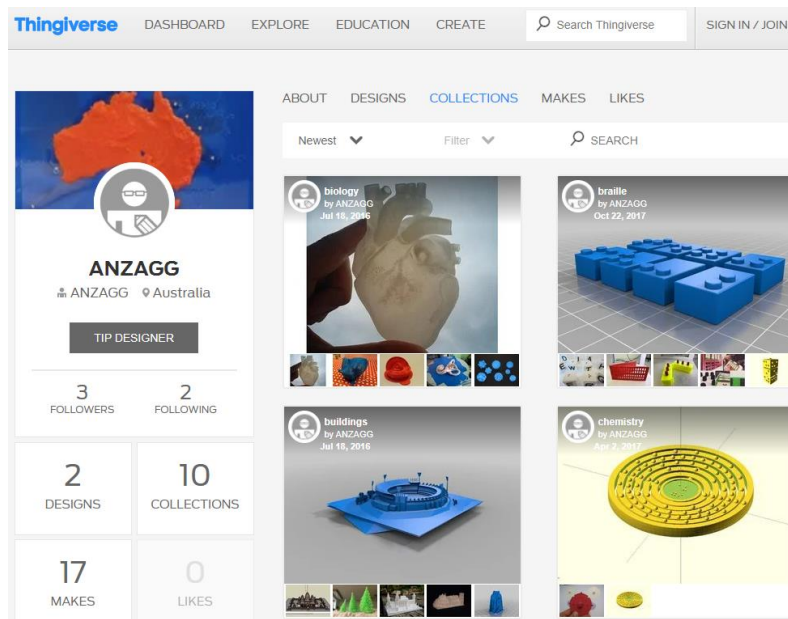 Thingiverse DASHBOARD EXPLORE EDUCATION CREATE Search Thingiverse SIGN IN / JOIN
ABOUT DESIGNS COLLECTIONS MAKES LIKES
Newest Filter SEARCH
ANZAGG
ANZAGG Australia
TIP DESIGNER
3 2
FOLLOWERS FOLLOWING
2 10
DESIGNS COLLECTIONS
17 0
MAKES LIKES
biology
by ANZAGG
Jul 18, 2016
braille
by ANZAGG
Oct 22, 2017
buildings
by ANZAGG
Jul 18, 2016
chemistry
by ANZAGG
Apr 2, 2017